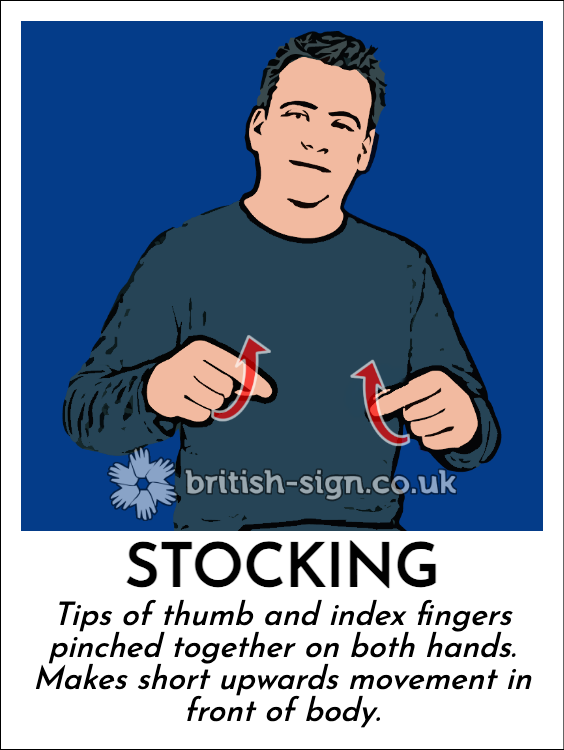 british-sign.co.uk
STOCKING
Tips of thumb and index fingers
pinched together on both hands.
Makes short upwards movement in
front of body.